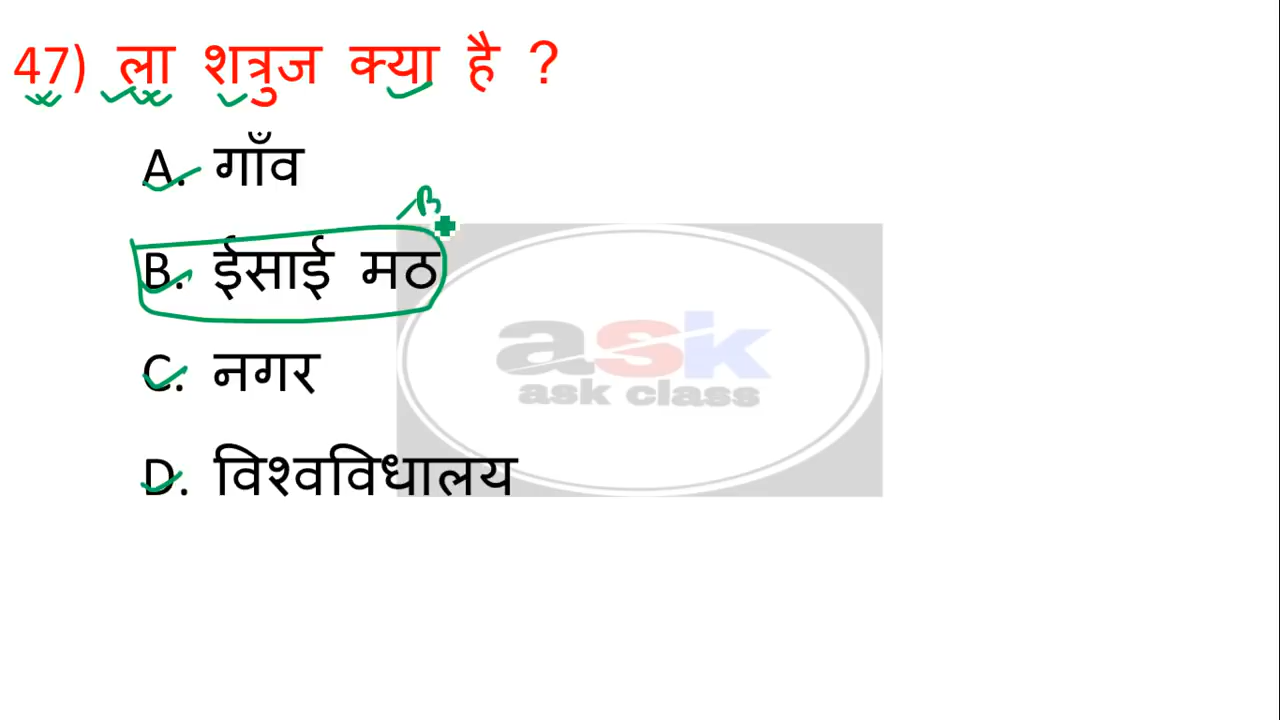 47) ला शत्रुज क्या है ?
A. गाँव
B
B. ईसाई मठ
ask
ask class
C. नगर
D. विश्वविधालय